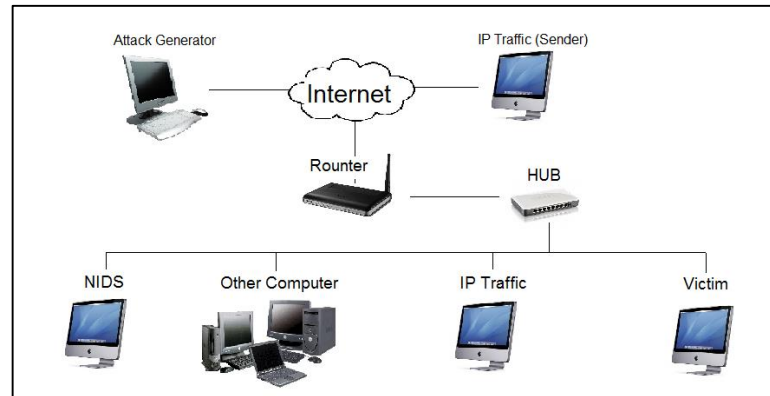 Attack Generator
IP Traffic (Sender)
Internet
Rounter
HUB
NIDS
Other Computer
IP Traffic
Victim